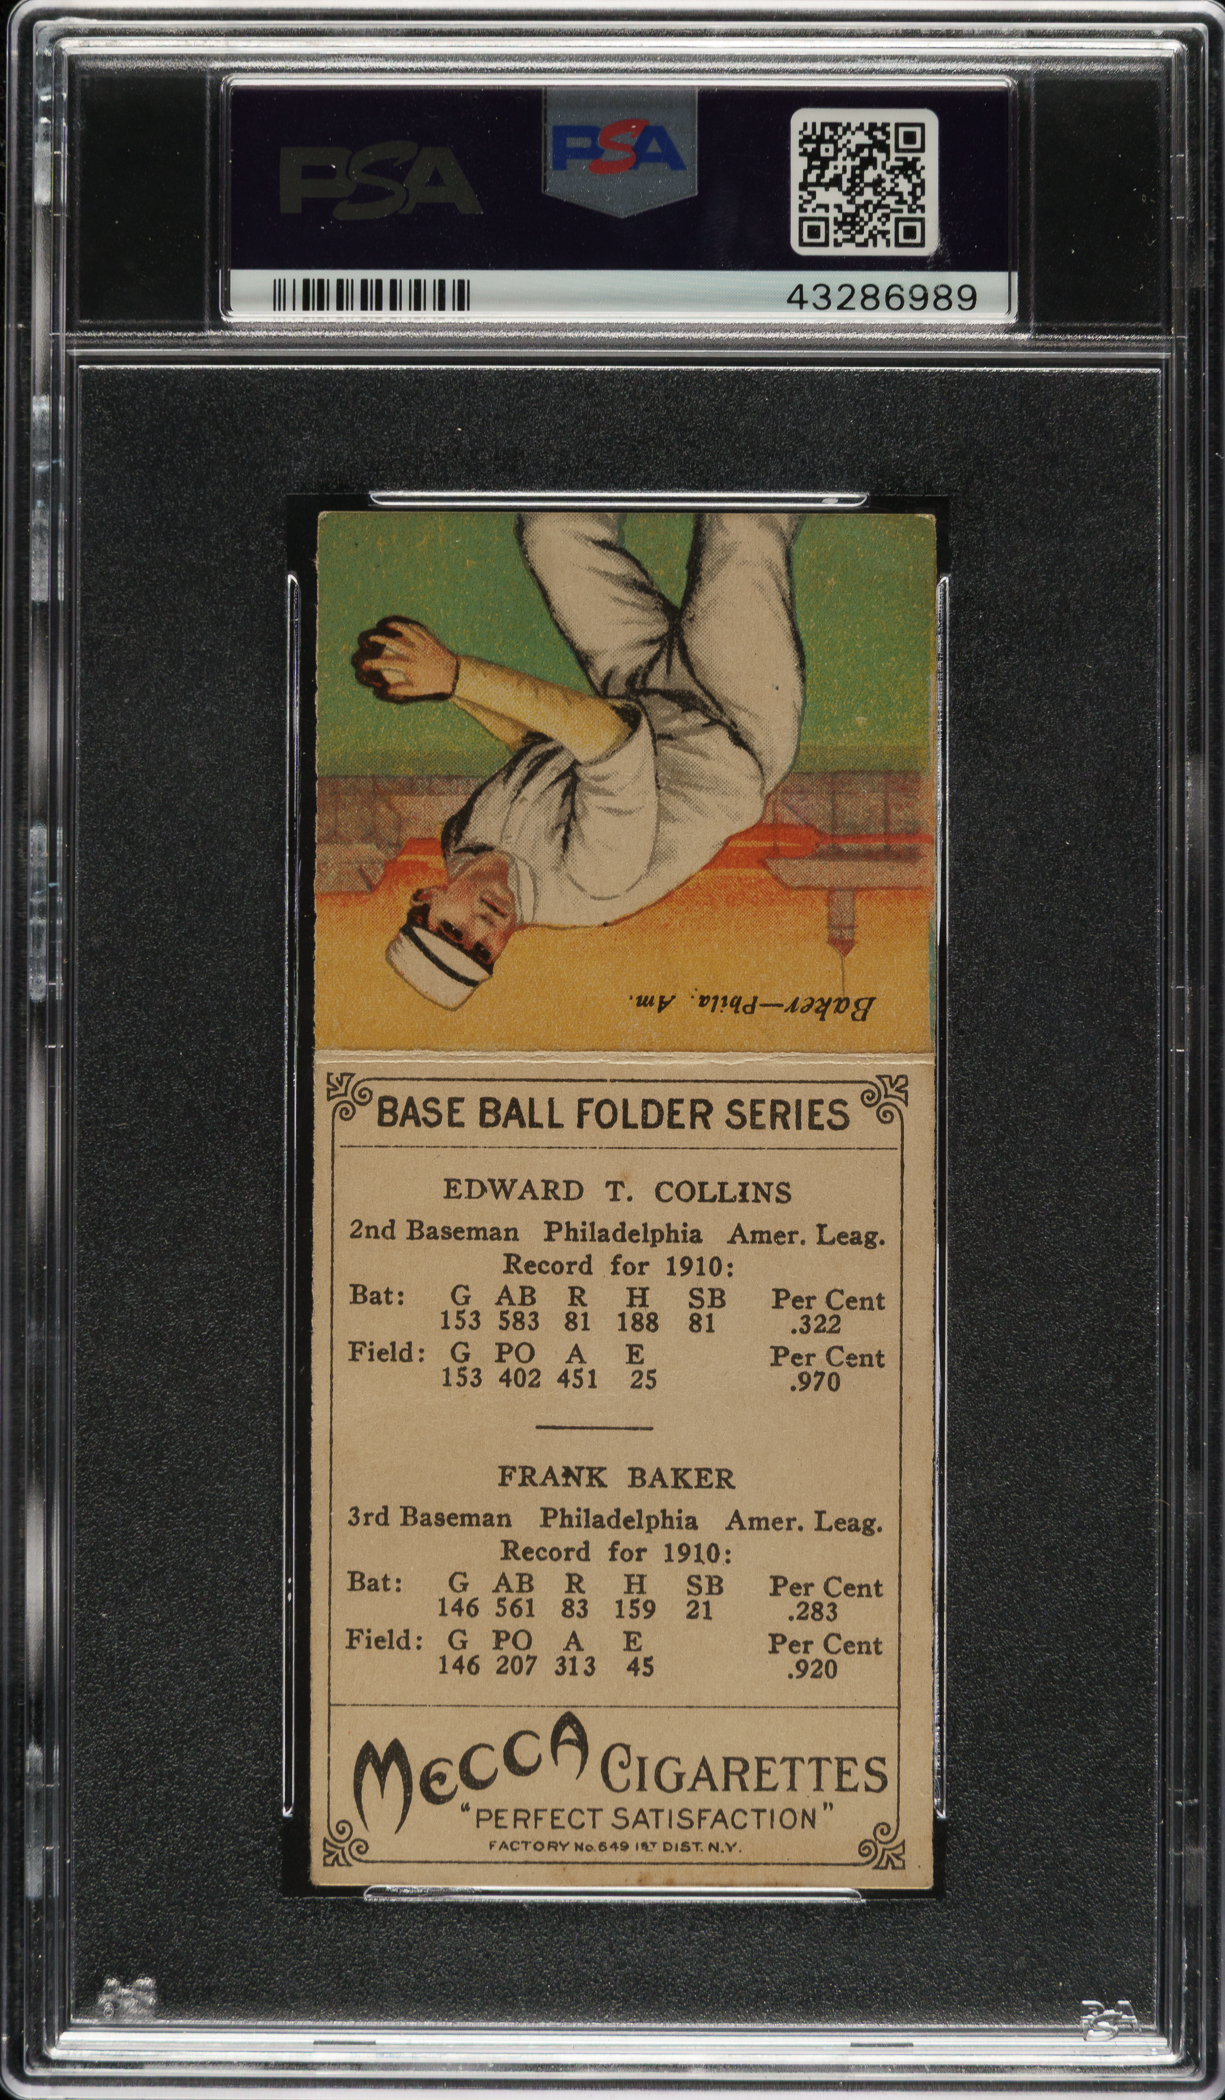 PSA PSA
43286989
Baker—Phila. Am.
BASE BALL FOLDER SERIES
EDWARD T. COLLINS
2nd Baseman Philadelphia Amer. Leag.
Record for 1910:
Bat: G AB R H SB Per Cent
153 583 81 188 81 .322
Field: G PO A E Per Cent
153 402 451 25 .970
FRANK BAKER
3rd Baseman Philadelphia Amer. Leag.
Record for 1910:
Bat: G AB R H SB Per Cent
146 561 83 159 21 .283
Field: G PO A E Per Cent
146 207 313 45 .920
MECCA CIGARETTES
"PERFECT SATISFACTION"
FACTORY No. 649 1ST DIST. N.Y.
PSA